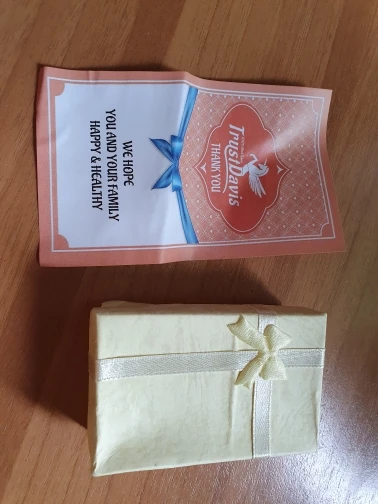 TrustDavis
THANK YOU
WE HOPE
YOU AND YOUR FAMILY
HAPPY & HEALTHY